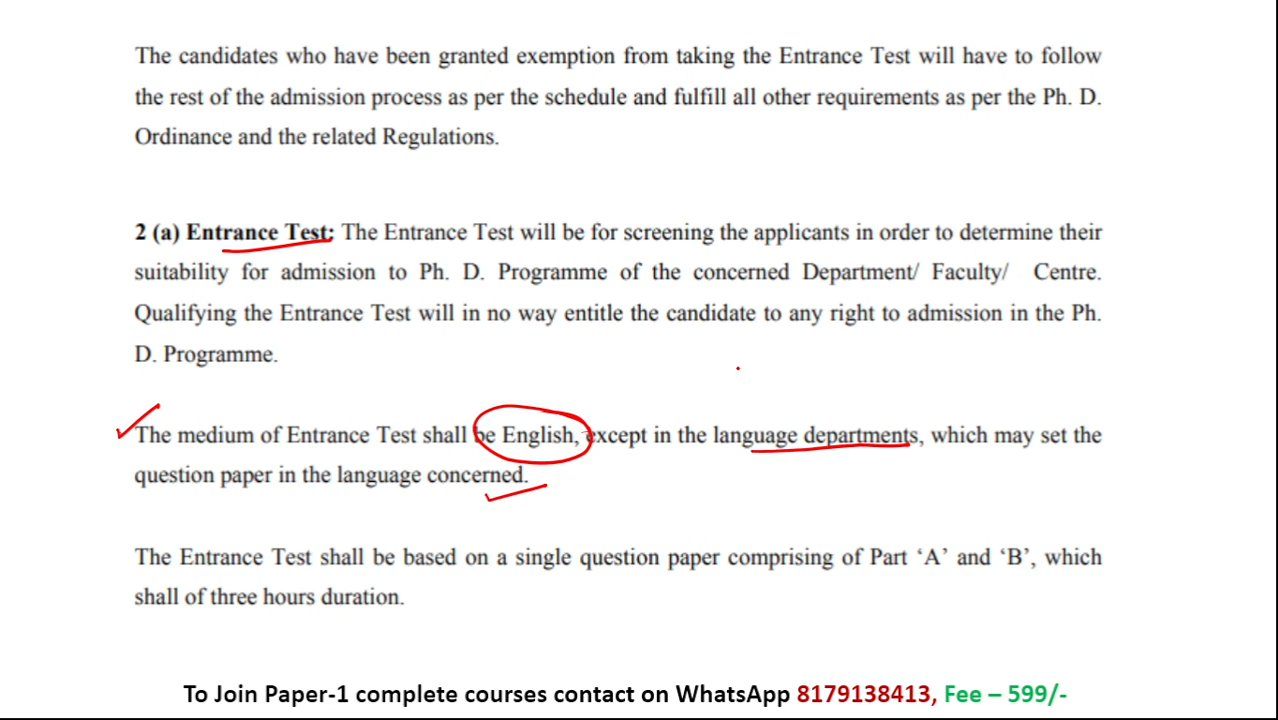 The candidates who have been granted exemption from taking the Entrance Test will have to follow
the rest of the admission process as per the schedule and fulfill all other requirements as per the Ph. D.
Ordinance and the related Regulations.
2 (a) Entrance Test: The Entrance Test will be for screening the applicants in order to determine their
suitability for admission to Ph. D. Programme of the concerned Department/ Faculty/ Centre.
Qualifying the Entrance Test will in no way entitle the candidate to any right to admission in the Ph.
D. Programme.
The medium of Entrance Test shall be English, except in the language departments, which may set the
question paper in the language concerned.
The Entrance Test shall be based on a single question paper comprising of Part ‘A’ and ‘B’, which
shall of three hours duration.
To Join Paper-1 complete courses contact on WhatsApp 8179138413, Fee – 599/-